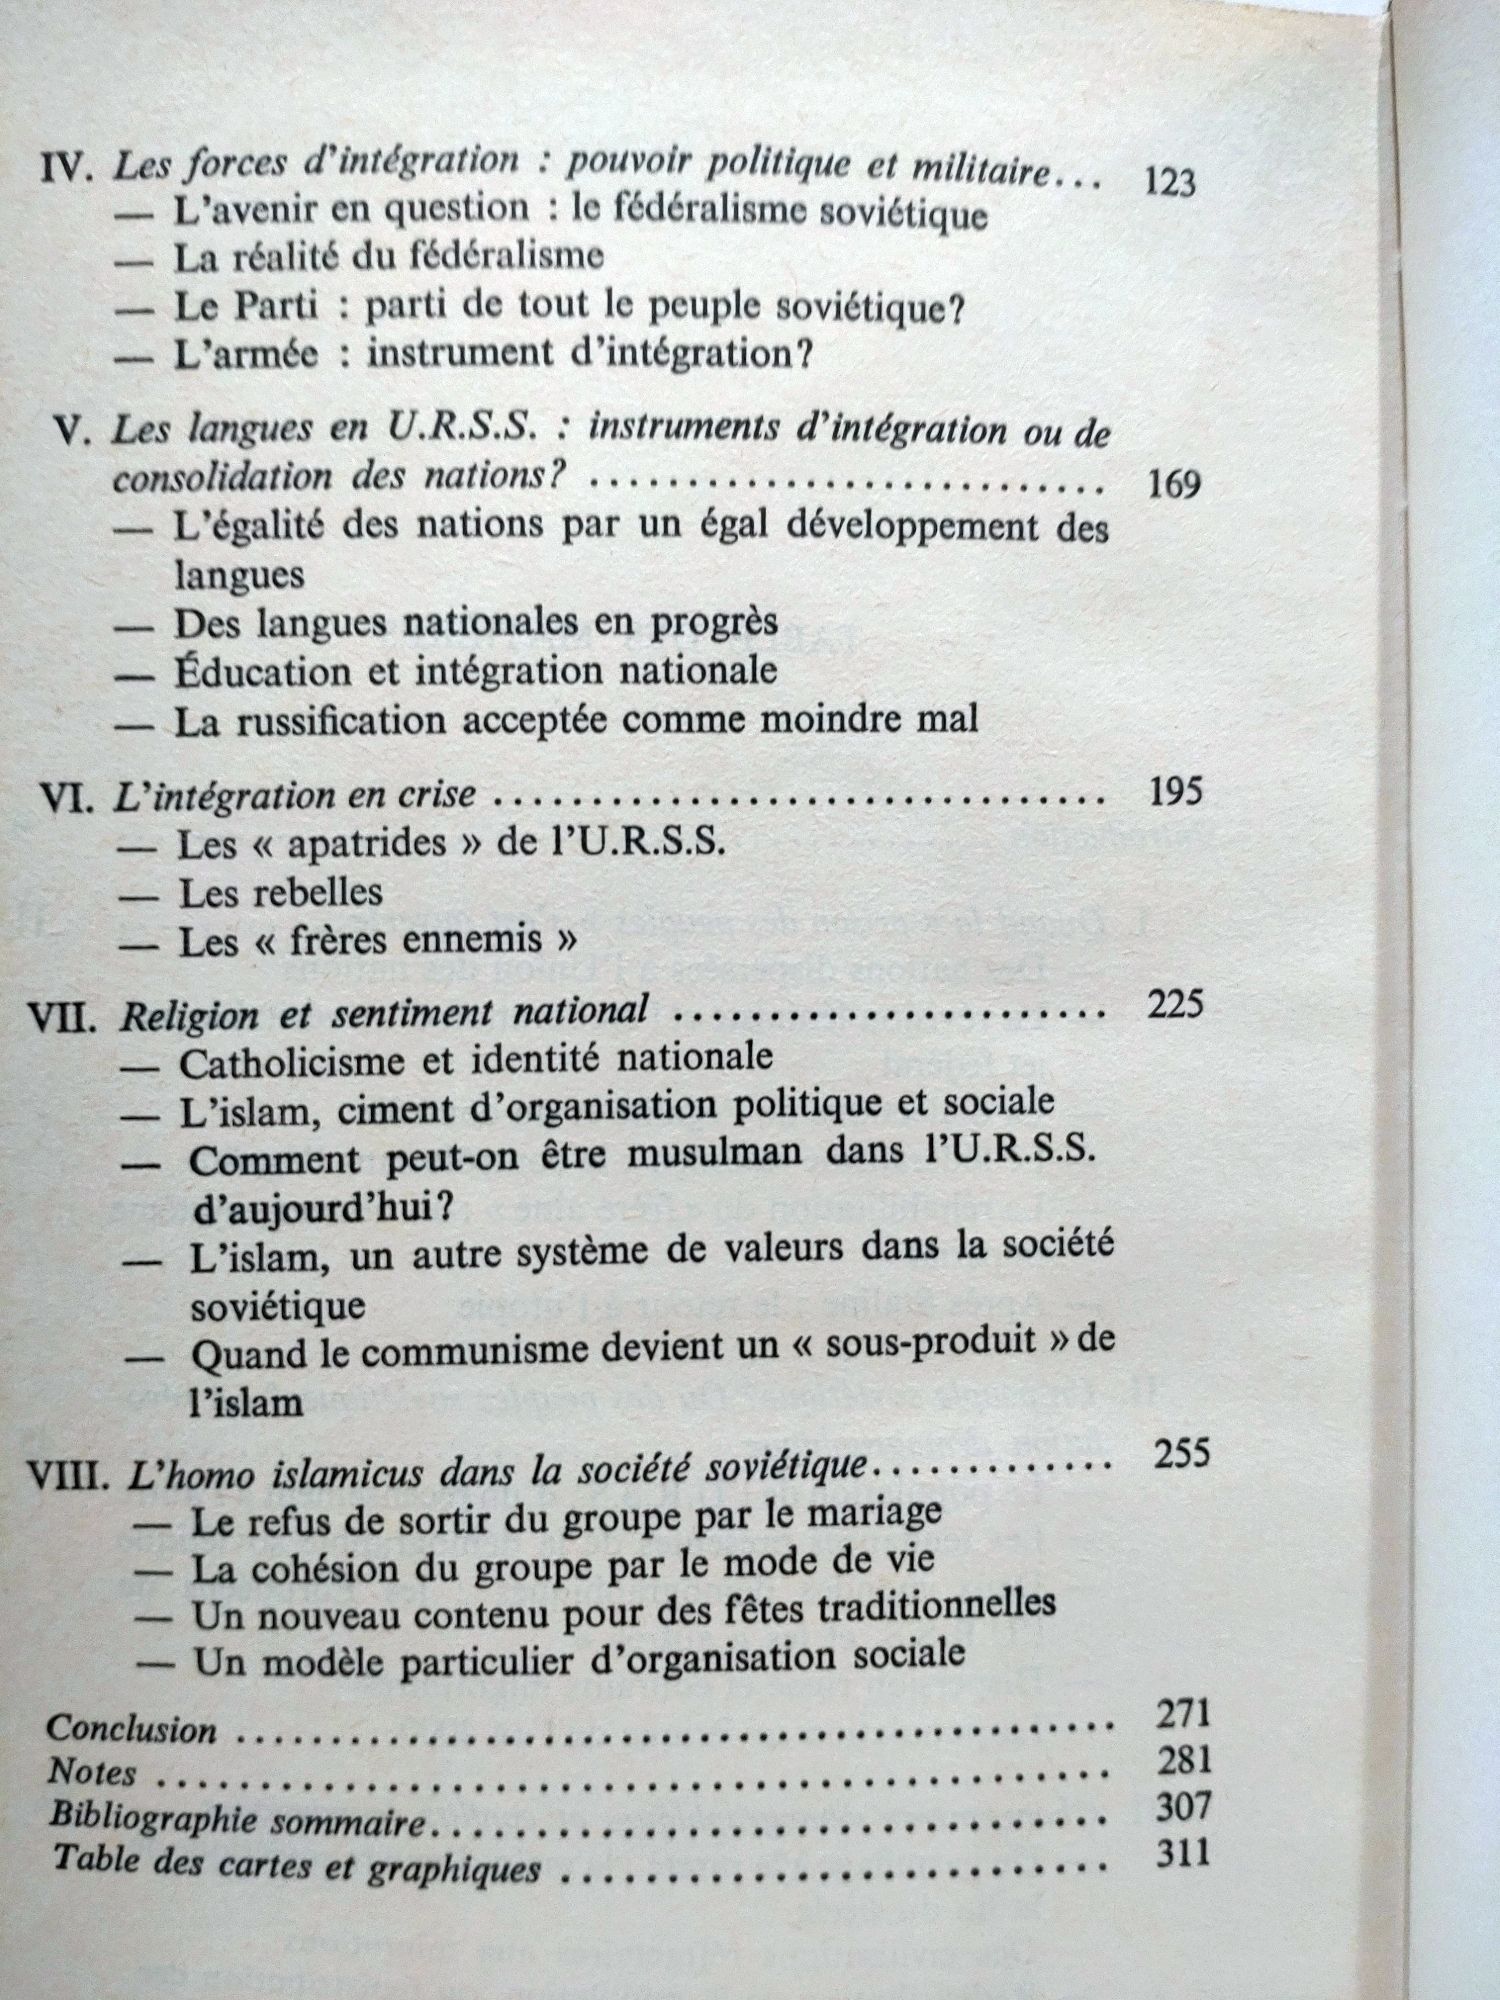 IV. Les forces d'intégration : pouvoir politique et militaire... 123
— L'avenir en question : le fédéralisme soviétique
— La réalité du fédéralisme
— Le Parti : parti de tout le peuple soviétique?
— L'armée : instrument d'intégration?
V. Les langues en U.R.S.S. : instruments d'intégration ou de
consolidation des nations? ........................... 169
— L'égalité des nations par un égal développement des
langues
— Des langues nationales en progrès
— Éducation et intégration nationale
— La russification acceptée comme moindre mal
VI. L'intégration en crise ................................ 195
— Les « apatrides » de l'U.R.S.S.
— Les rebelles
— Les « frères ennemis »
VII. Religion et sentiment national ....................... 225
— Catholicisme et identité nationale
— L'islam, ciment d'organisation politique et sociale
— Comment peut-on être musulman dans l'U.R.S.S.
d'aujourd'hui?
— L'islam, un autre système de valeurs dans la société
soviétique
— Quand le communisme devient un « sous-produit » de
l'islam
VIII. L'homo islamicus dans la société soviétique............. 255
— Le refus de sortir du groupe par le mariage
— La cohésion du groupe par le mode de vie
— Un nouveau contenu pour des fêtes traditionnelles
— Un modèle particulier d'organisation sociale
Conclusion .............................................. 271
Notes .................................................. 281
Bibliographie sommaire................................... 307
Table des cartes et graphiques ............................ 311